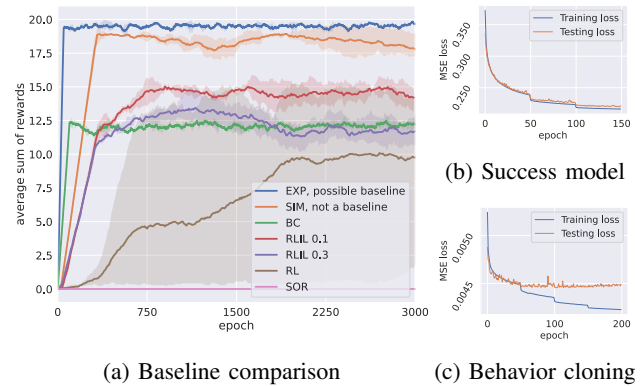 average sum of rewards
20.0
17.5
15.0
12.5
10.0
7.5
5.0
2.5
0.0
EXP, possible baseline
SIM, not a baseline
BC
RLIL 0.1
RLIL 0.3
RL
SOR
0 750 1500 2250 3000
epoch
(a) Baseline comparison
MSE loss
0.350
0.300
0.250
Training loss
Testing loss
0 50 100 150
epoch
(b) Success model
MSE loss
0.0050
0.0045
Training loss
Testing loss
0 100 200
epoch
(c) Behavior cloning